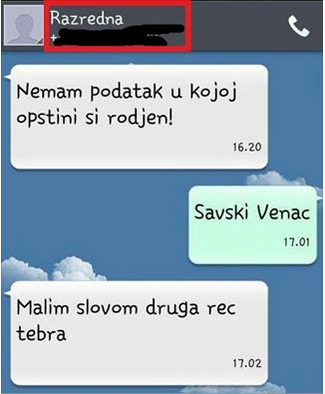 Razredna
+
Nemam podatak u kojoj
opstini si rodjen!
16.20
Savski Venac
17.01
Malim slovom druga rec
tebra
17.02